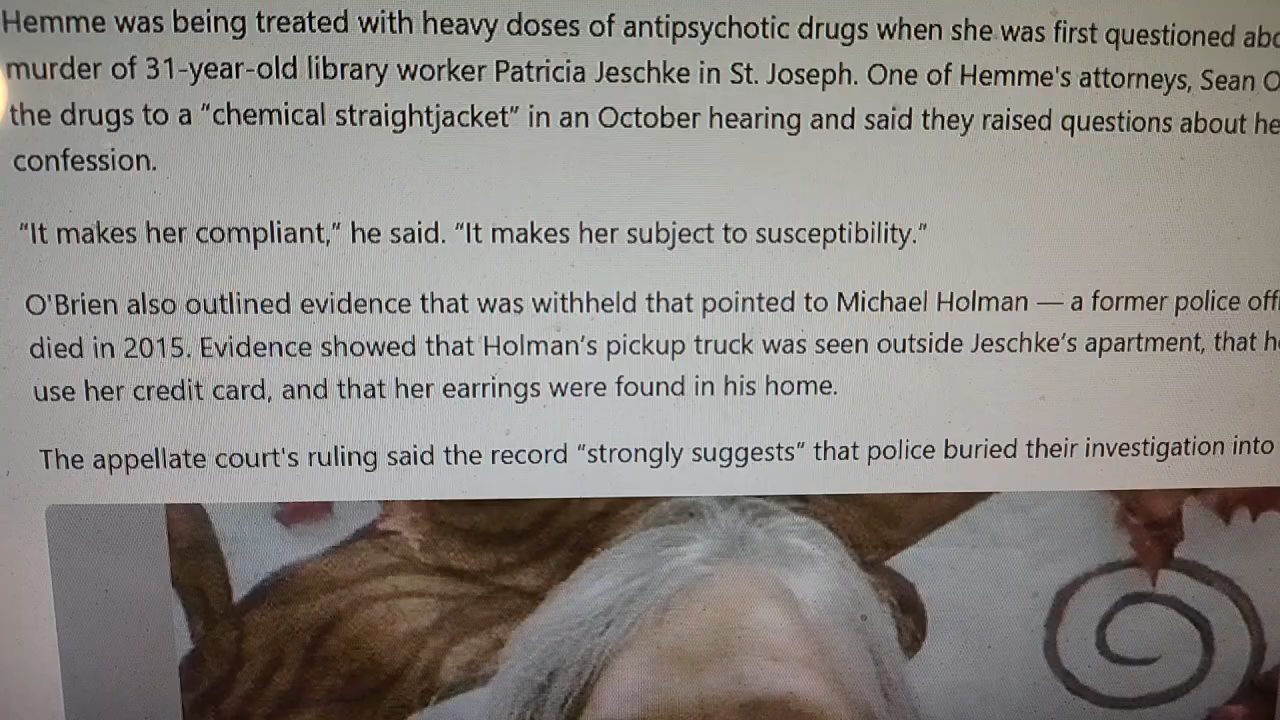 Hemme was being treated with heavy doses of antipsychotic drugs when she was first questioned
murder of 31-year-old library worker Patricia Jeschke in St. Joseph. One of Hemme's attorneys, Sean
the drugs to a “chemical straightjacket” in an October hearing and said they raised questions about
confession.
“It makes her compliant,” he said. “It makes her subject to susceptibility.”
O'Brien also outlined evidence that was withheld that pointed to Michael Holman — a former police
died in 2015. Evidence showed that Holman’s pickup truck was seen outside Jeschke’s apartment, that
use her credit card, and that her earrings were found in his home.
The appellate court's ruling said the record “strongly suggests” that police buried their investigation into